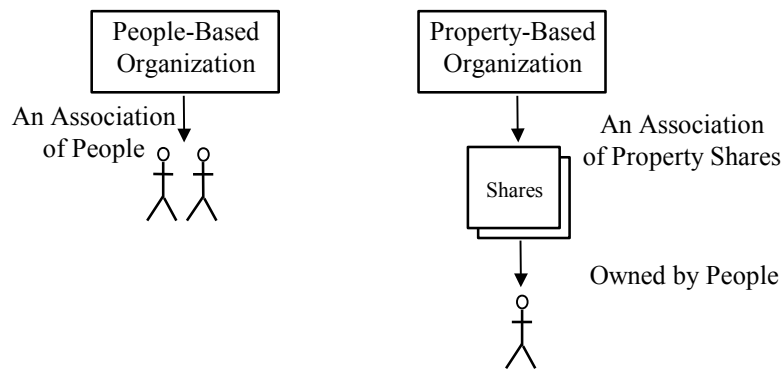 People-Based
Organization
An Association
of People
Property-Based
Organization
An Association
of Property Shares
Shares
Owned by People